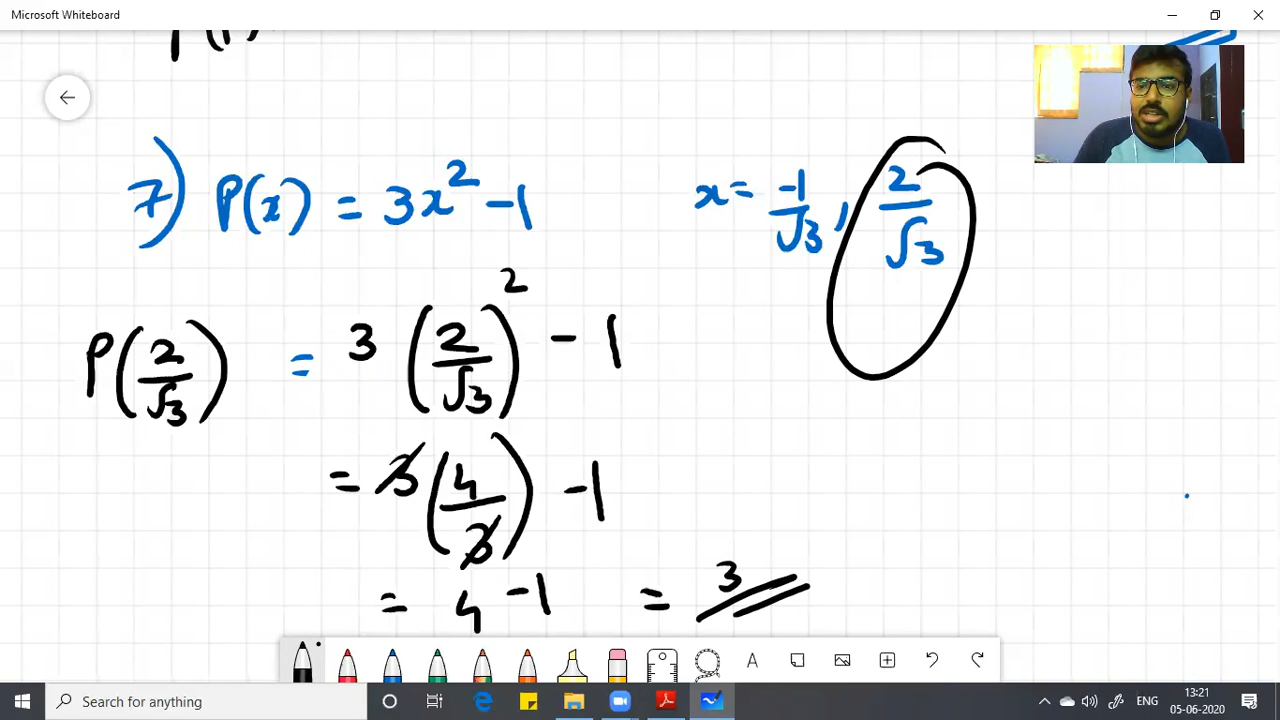 Microsoft Whiteboard
7) P(x) = 3x² - 1 x = -1/√3, 2/√3
P(2/√3) = 3 (2/√3)² - 1
= 3 (4/3) - 1
= 4 - 1 = 3
Search for anything
ENG
13:21
05-06-2020